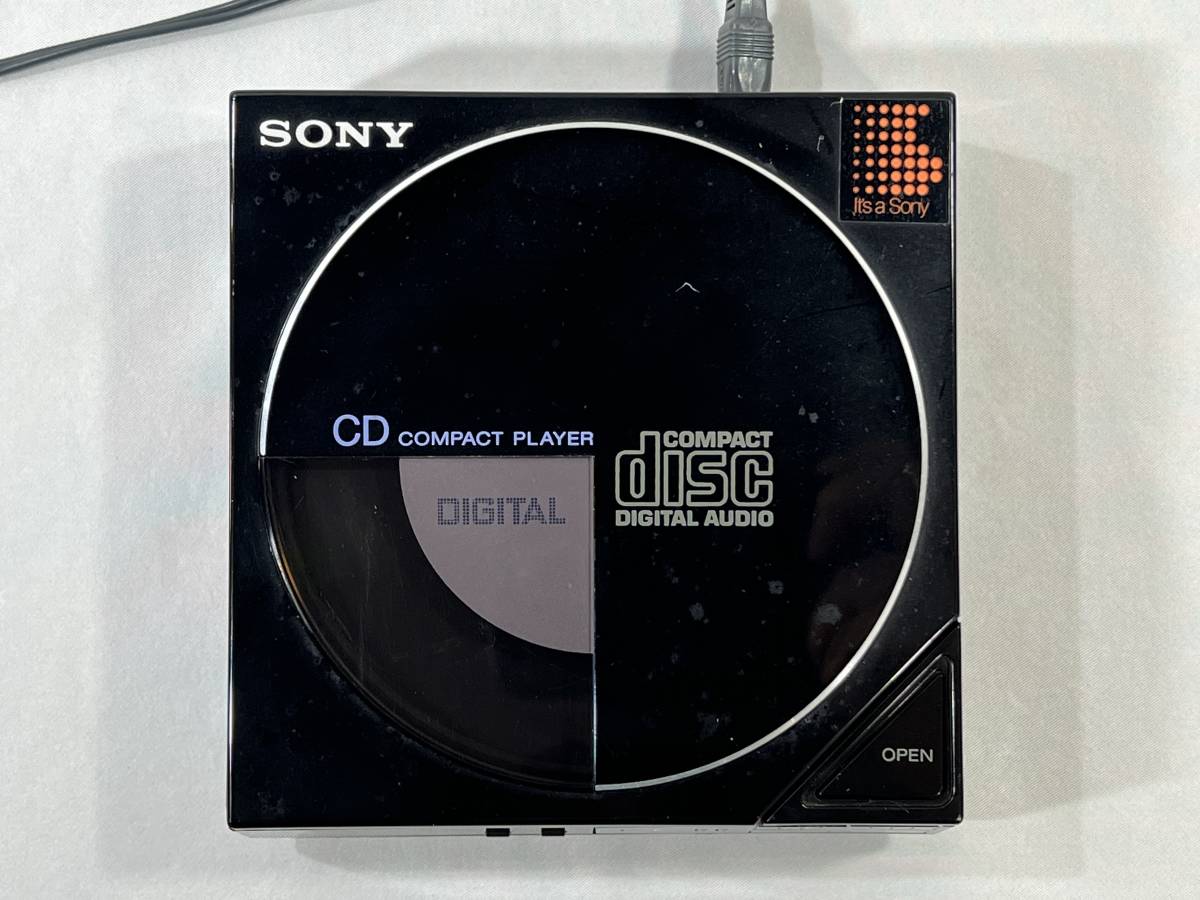 SONY
It's a Sony
CD COMPACT PLAYER
DIGITAL
COMPACT
disc
DIGITAL AUDIO
OPEN